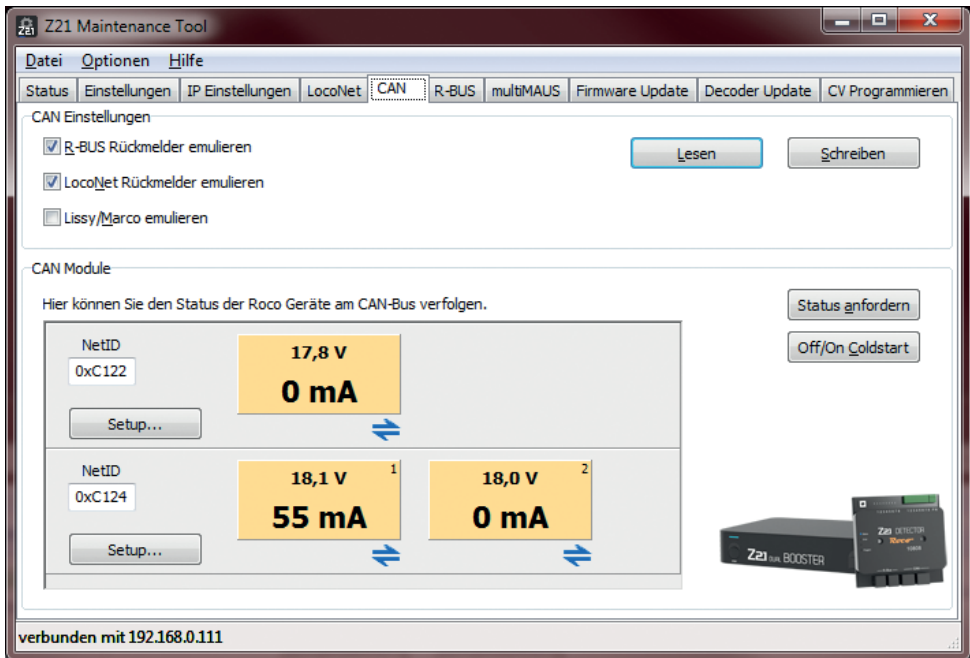 Z21 Maintenance Tool
Datei Optionen Hilfe
Status Einstellungen IP Einstellungen LocoNet CAN R-BUS multiMAUS Firmware Update Decoder Update CV Programmieren
CAN Einstellungen
R-BUS Rückmelder emulieren
Lesen Schreiben
LocoNet Rückmelder emulieren
Lissy/Marco emulieren
CAN Module
Hier können Sie den Status der Roco Geräte am CAN-Bus verfolgen.
Status anfordern
Off/On Coldstart
NetID
0xC122
17,8 V
0 mA
Setup...
NetID
0xC124
18,1 V 1
55 mA
18,0 V 2
0 mA
Setup...
Z21 DUAL BOOSTER
Z21 DETECTOR
Roco
verbunden mit 192.168.0.111